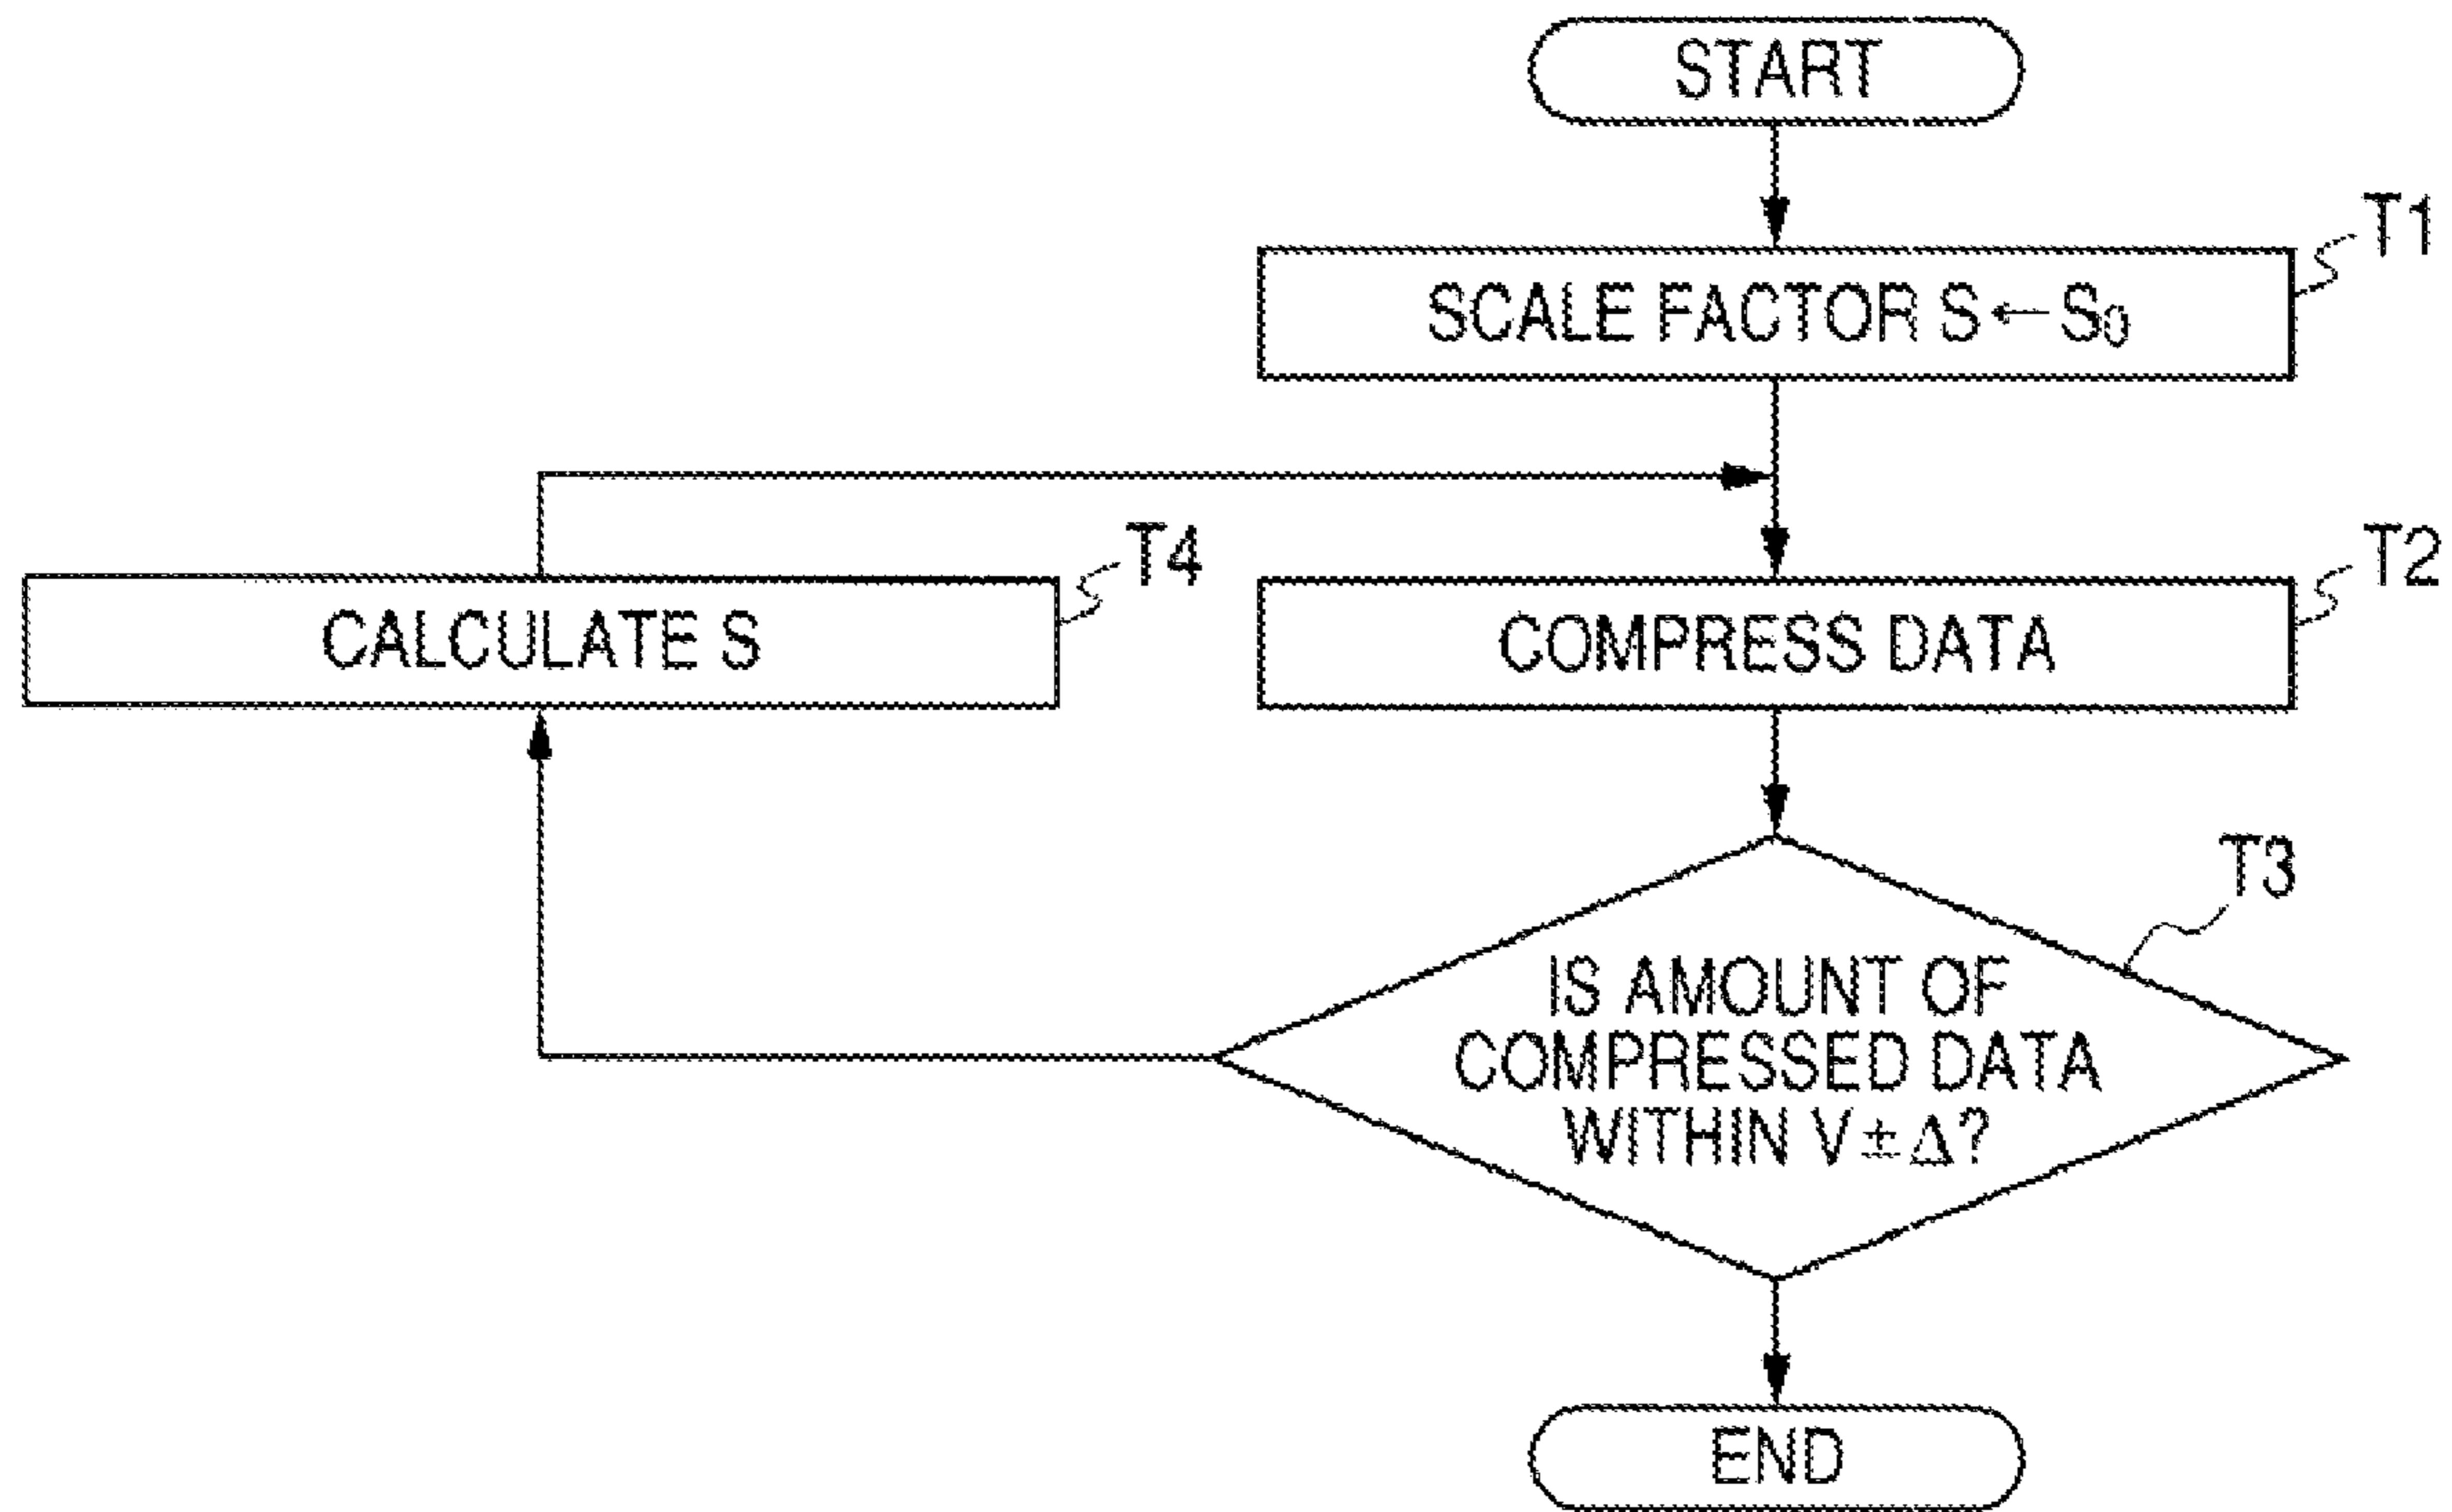 START
T1
SCALE FACTOR S←S₀
T4
T2
CALCULATE S
COMPRESS DATA
T3
IS AMOUNT OF
COMPRESSED DATA
WITHIN V±Δ?
END